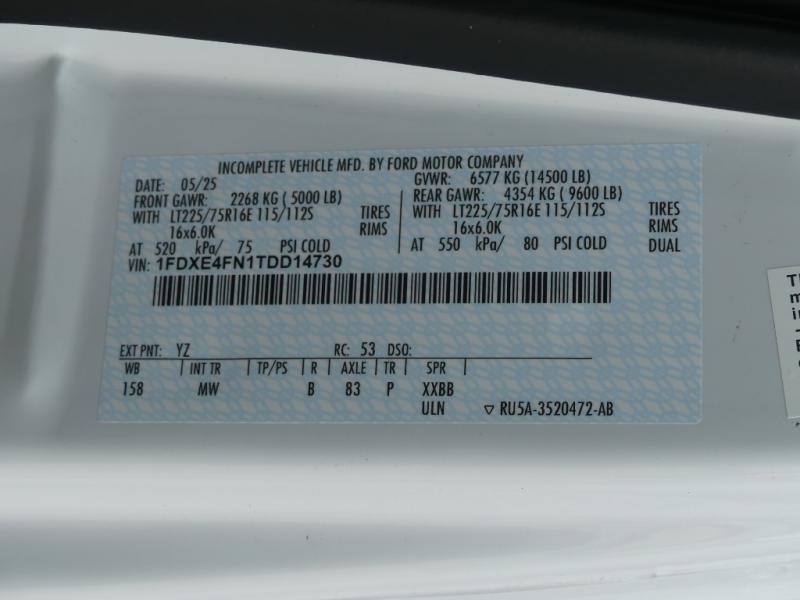 INCOMPLETE VEHICLE MFD. BY FORD MOTOR COMPANY
DATE: 05/25 GVWR: 6577 KG (14500 LB)
FRONT GAWR: 2268 KG ( 5000 LB) REAR GAWR: 4354 KG ( 9600 LB)
WITH LT225/75R16E 115/112S TIRES WITH LT225/75R16E 115/112S TIRES
16x6.0K RIMS 16x6.0K RIMS
AT 520 kPa/ 75 PSI COLD AT 550 kPa/ 80 PSI COLD DUAL
VIN: 1FDXE4FN1TDD14730
EXT PNT: YZ RC: 53 DSO:
WB INT TR TP/PS R AXLE TR SPR
158 MW B 83 P XXBB
ULN ▽ RU5A-3520472-AB